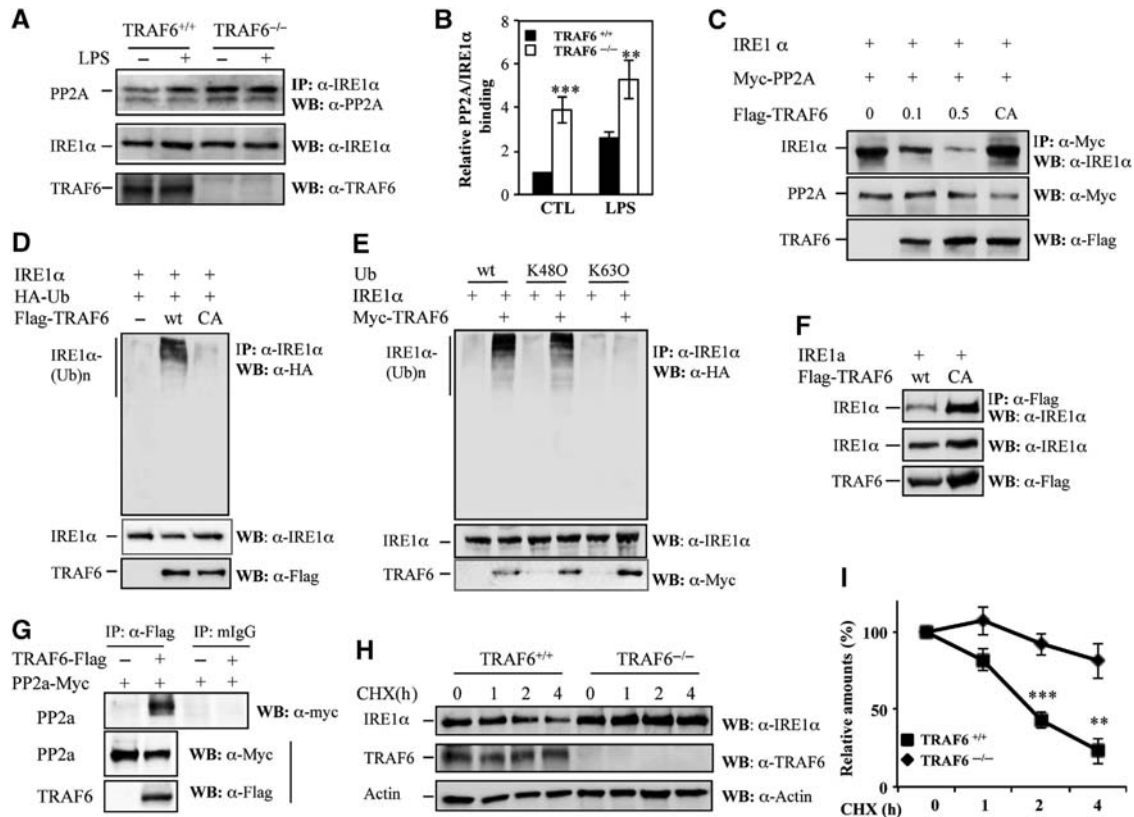 A
TRAF6+/+ TRAF6−/−
LPS − + − +
PP2A
IP: α-IRE1α
WB: α-PP2A
IRE1α WB: α-IRE1α
TRAF6 WB: α-TRAF6
B
Relative PP2A/IRE1α
binding
8
6
4
2
0
TRAF6 +/+
TRAF6 −/−
***
**
CTL LPS
C
IRE1 α + + + +
Myc-PP2A + + + +
Flag-TRAF6 0 0.1 0.5 CA
IRE1α
IP: α-Myc
WB: α-IRE1α
PP2A WB: α-Myc
TRAF6 WB: α-Flag
D
IRE1α + + +
HA-Ub + + +
Flag-TRAF6 − wt CA
IRE1α-
(Ub)n
IP: α-IRE1α
WB: α-HA
IRE1α WB: α-IRE1α
TRAF6 WB: α-Flag
E
Ub wt K48O K63O
IRE1α + + + + + +
Myc-TRAF6 + + +
IRE1α-
(Ub)n
IP: α-IRE1α
WB: α-HA
IRE1α WB: α-IRE1α
TRAF6 WB: α-Myc
F
IRE1a + +
Flag-TRAF6 wt CA
IRE1α
IP: α-Flag
WB: α-IRE1α
IRE1α WB: α-IRE1α
TRAF6 WB: α-Flag
G
IP: α-Flag IP: mIgG
TRAF6-Flag − + − +
PP2a-Myc + + + +
PP2a WB: α-myc
PP2a WB: α-Myc
TRAF6 WB: α-Flag
H
TRAF6+/+ TRAF6−/−
CHX(h) 0 1 2 4 0 1 2 4
IRE1α WB: α-IRE1α
TRAF6 WB: α-TRAF6
Actin WB: α-Actin
I
Relative amounts (%)
100
50
0
***
**
TRAF6 +/+
TRAF6 −/−
CHX (h) 0 1 2 4